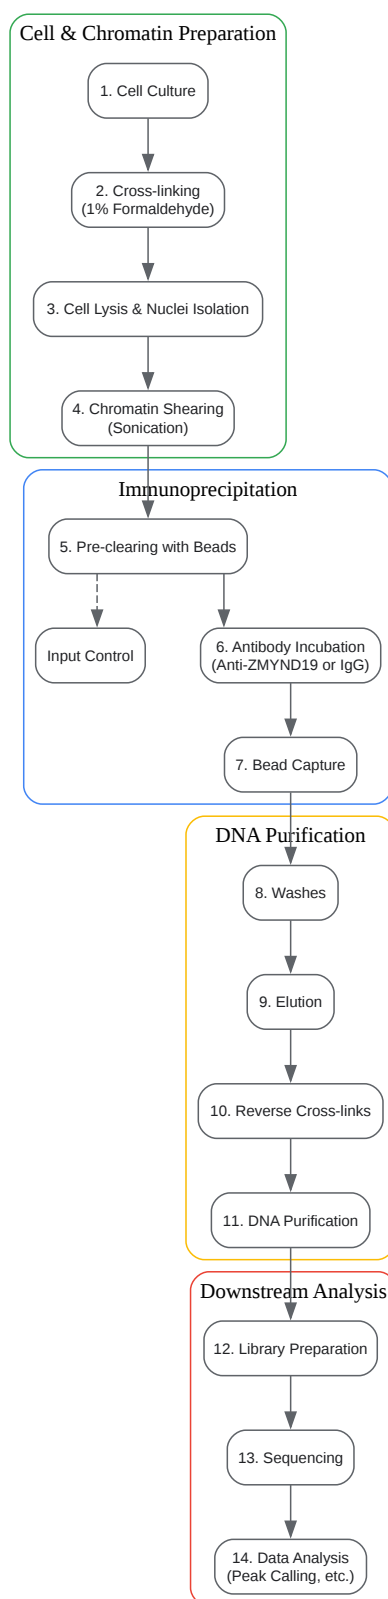 Cell & Chromatin Preparation
1. Cell Culture
2. Cross-linking
(1% Formaldehyde)
3. Cell Lysis & Nuclei Isolation
4. Chromatin Shearing
(Sonication)
Immunoprecipitation
5. Pre-clearing with Beads
Input Control
6. Antibody Incubation
(Anti-ZMYND19 or IgG)
7. Bead Capture
DNA Purification
8. Washes
9. Elution
10. Reverse Cross-links
11. DNA Purification
Downstream Analysis
12. Library Preparation
13. Sequencing
14. Data Analysis
(Peak Calling, etc.)